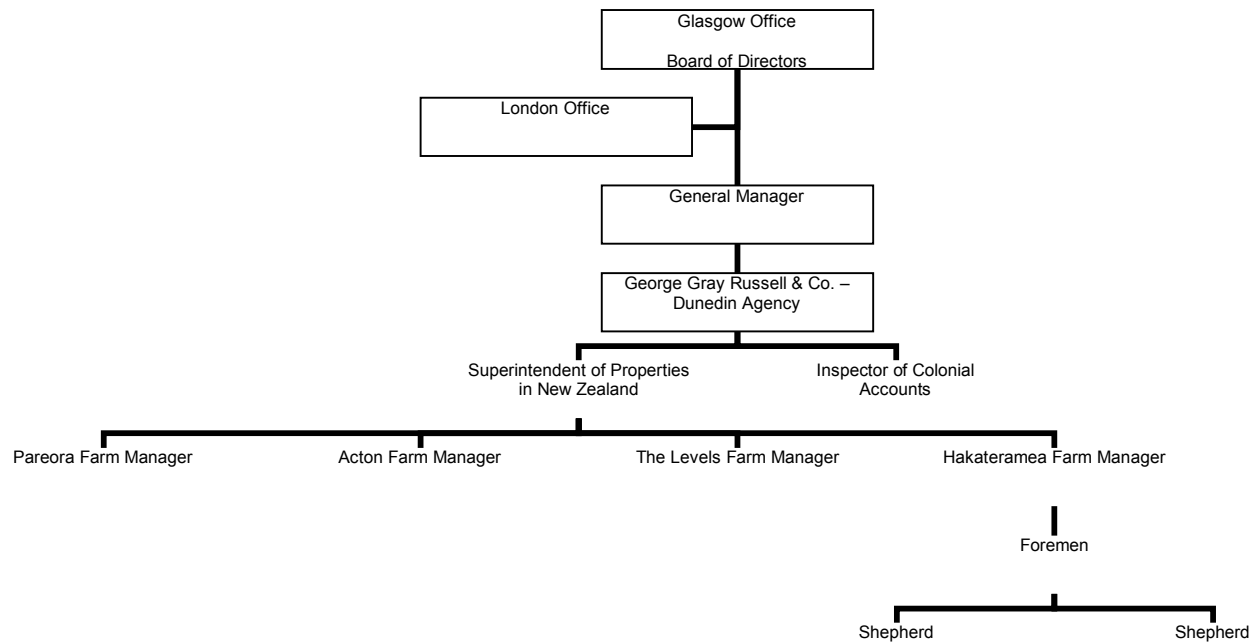 Glasgow Office
Board of Directors
London Office
General Manager
George Gray Russell & Co. –
Dunedin Agency
Superintendent of Properties
in New Zealand
Inspector of Colonial
Accounts
Pareora Farm Manager
Acton Farm Manager
The Levels Farm Manager
Hakateramea Farm Manager
Foremen
Shepherd
Shepherd